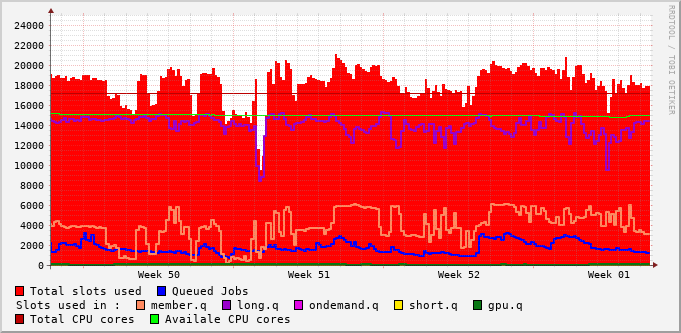 24000
22000
20000
18000
16000
14000
12000
10000
8000
6000
4000
2000
0
Week 50 Week 51 Week 52 Week 01
RRDTOOL / TOBI OETIKER
Total slots used Queued Jobs
Slots used in : member.q long.q ondemand.q short.q gpu.q
Total CPU cores Availale CPU cores